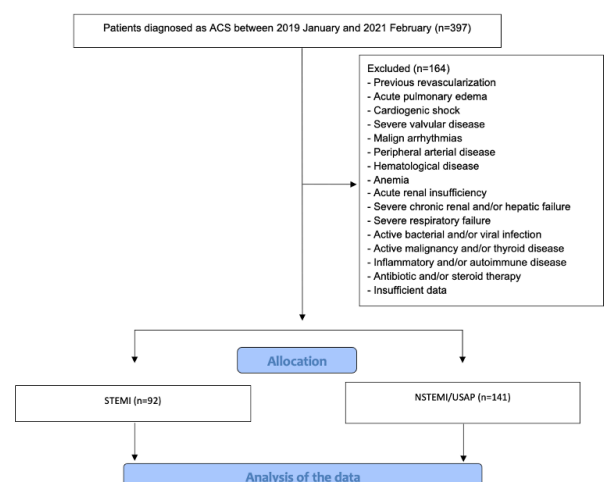 Patients diagnosed as ACS between 2019 January and 2021 February (n=397)
Excluded (n=164)
- Previous revascularization
- Acute pulmonary edema
- Cardiogenic shock
- Severe valvular disease
- Malign arrhythmias
- Peripheral arterial disease
- Hematological disease
- Anemia
- Acute renal insufficiency
- Severe chronic renal and/or hepatic failure
- Severe respiratory failure
- Active bacterial and/or viral infection
- Active malignancy and/or thyroid disease
- Inflammatory and/or autoimmune disease
- Antibiotic and/or steroid therapy
- Insufficient data
Allocation
STEMI (n=92)
NSTEMI/USAP (n=141)
Analysis of the data